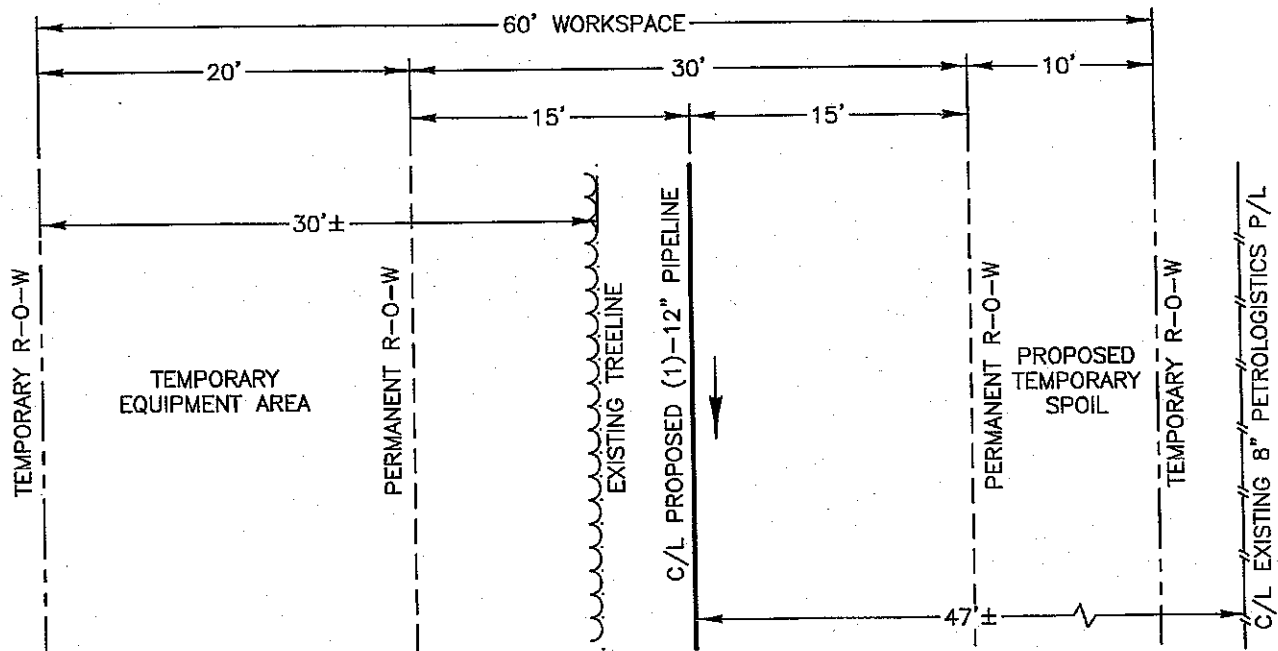 60' WORKSPACE
20'
30'
10'
15'
15'
30'±
TEMPORARY R-O-W
TEMPORARY
EQUIPMENT AREA
PERMANENT R-O-W
EXISTING TREELINE
C/L PROPOSED (1)-12" PIPELINE
PERMANENT R-O-W
PROPOSED
TEMPORARY
SPOIL
TEMPORARY R-O-W
C/L EXISTING 8" PETROLOGISTICS P/L
47'±